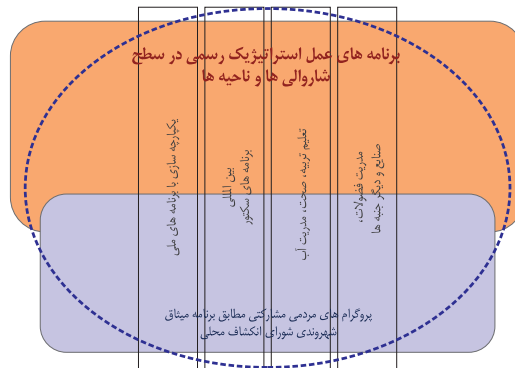 برنامه های عمل استراتیژیک رسمی در سطح
شاروالی ها و ناحیه ها
صنایع و دیگر جنبه ها
مدریت فضولات،
تعلیم تربیه، صحت، مدریت آب
برنامه های سکتور
بین المللی
یکپارچه سازی با برنامه های ملی
پروگرام های مردمی مشارکتی مطابق برنامه میثاق
شهروندی شورای انکشاف محلی